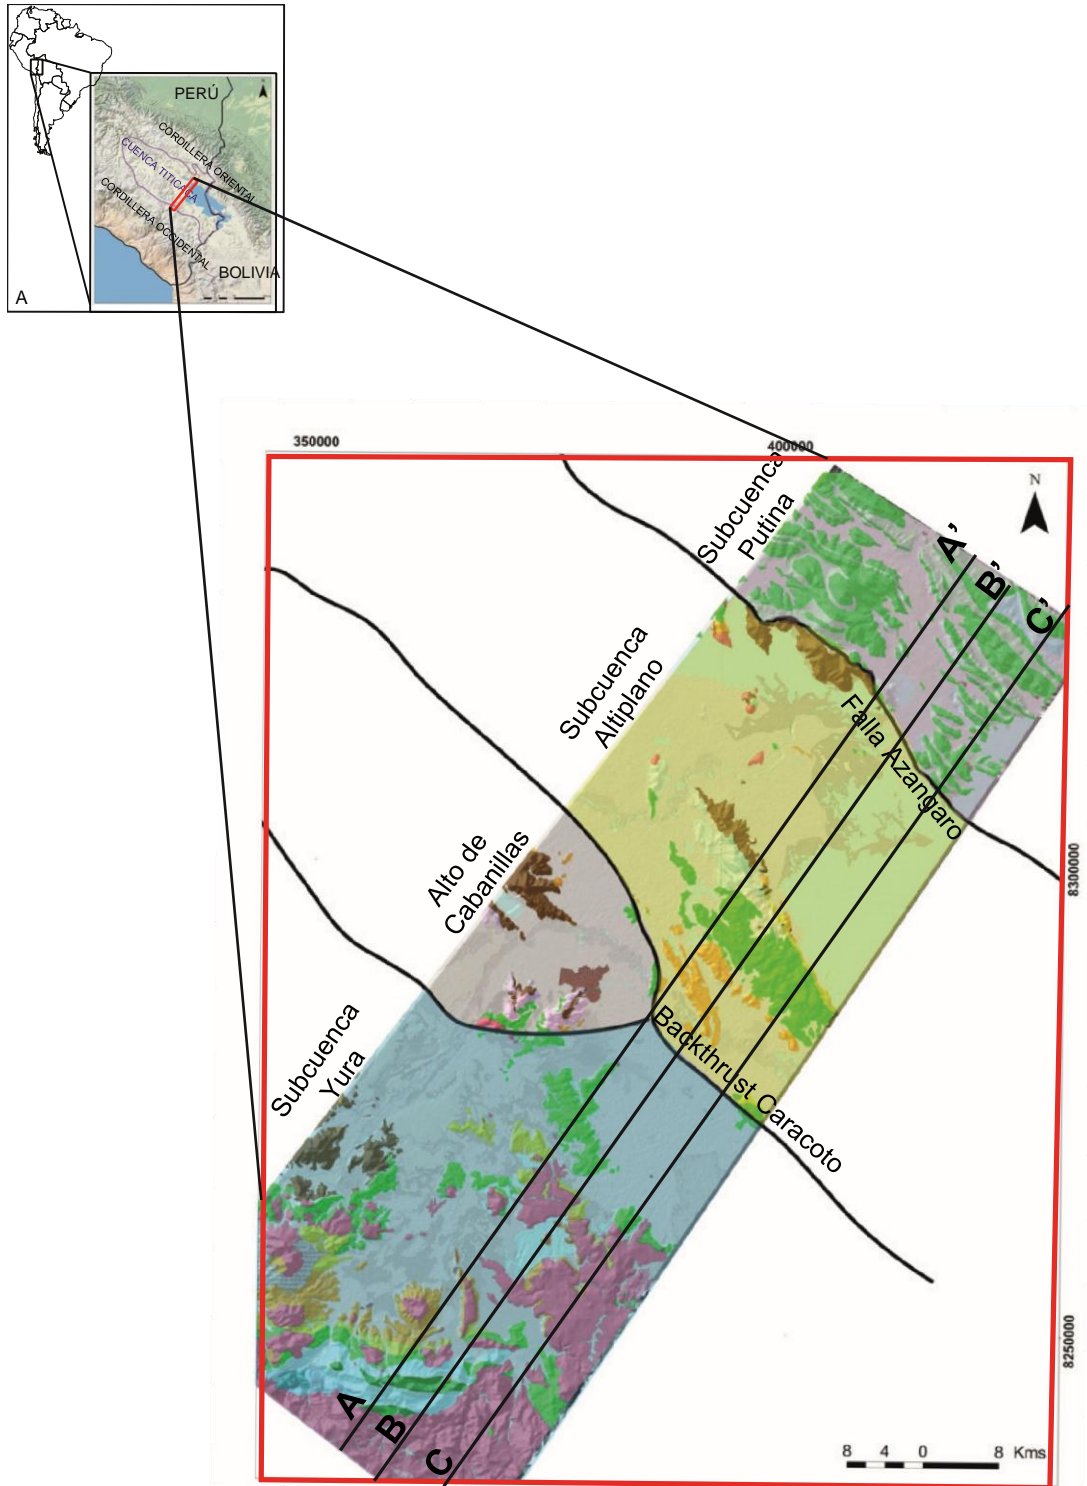 PERÚ
CORDILLERA ORIENTAL
CUENCA TITICACA
CORDILLERA OCCIDENTAL
BOLIVIA
A
350000
400000
N
Subcuenca
Putina
A’
B’
C’
Subcuenca
Altiplano
Falla Azangaro
Alto de
Cabanillas
8300000
Backthrust Caracoto
Subcuenca
Yura
8250000
A
B
C
8 4 0 8 Kms